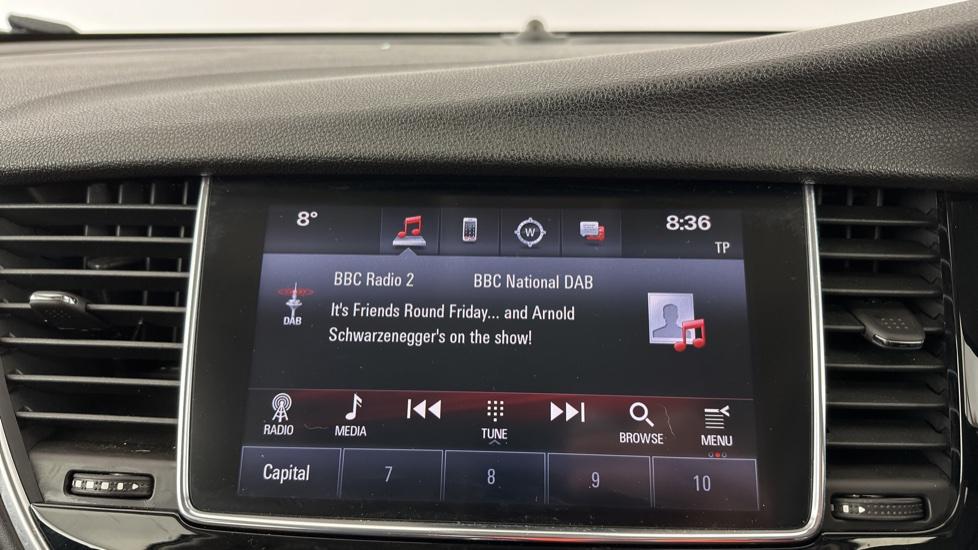 8°
W
8:36
TP
BBC Radio 2 BBC National DAB
DAB
It's Friends Round Friday... and Arnold
Schwarzenegger's on the show!
RADIO
MEDIA
TUNE
BROWSE
MENU
Capital 7 8 9 10